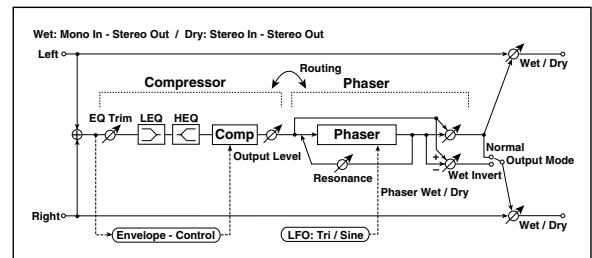 Wet: Mono In - Stereo Out / Dry: Stereo In - Stereo Out
Left
Wet / Dry
Routing
Compressor
Phaser
EQ Trim
LEQ
HEQ
Comp
Phaser
Normal
Output Mode
Output Level
+
−
Wet Invert
Resonance
Phaser Wet / Dry
Right
Wet / Dry
Envelope - Control
LFO: Tri / Sine